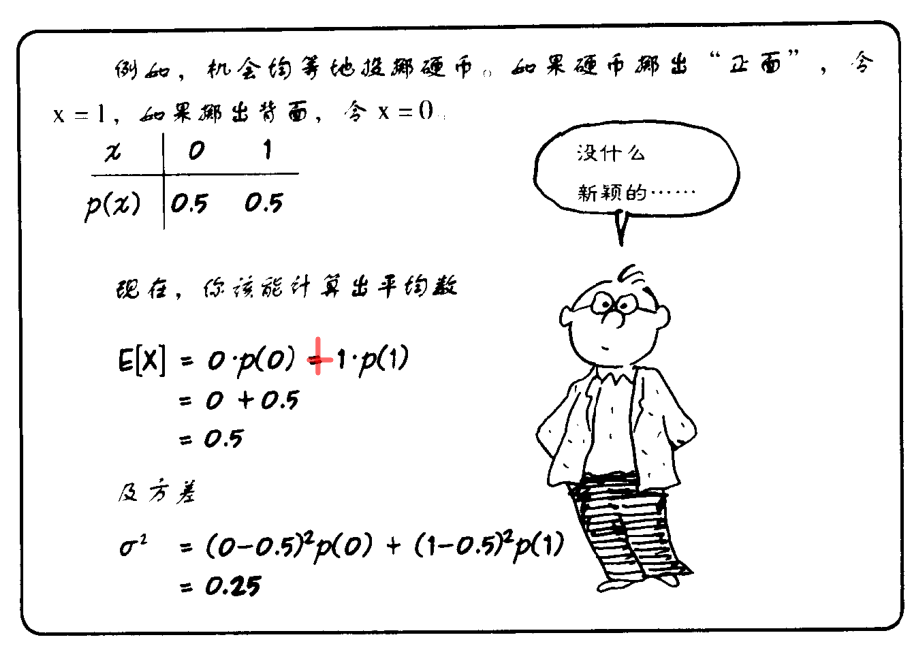 例如，机会均等地投掷硬币。如果硬币掷出“正面”，令
x = 1，如果掷出背面，令 x = 0。
x 0 1
p(x) 0.5 0.5
没什么
新颖的……
现在，你该能计算出平均数
E[X] = 0·p(0) + 1·p(1)
= 0 + 0.5
= 0.5
及方差
σ² = (0-0.5)²p(0) + (1-0.5)²p(1)
= 0.25